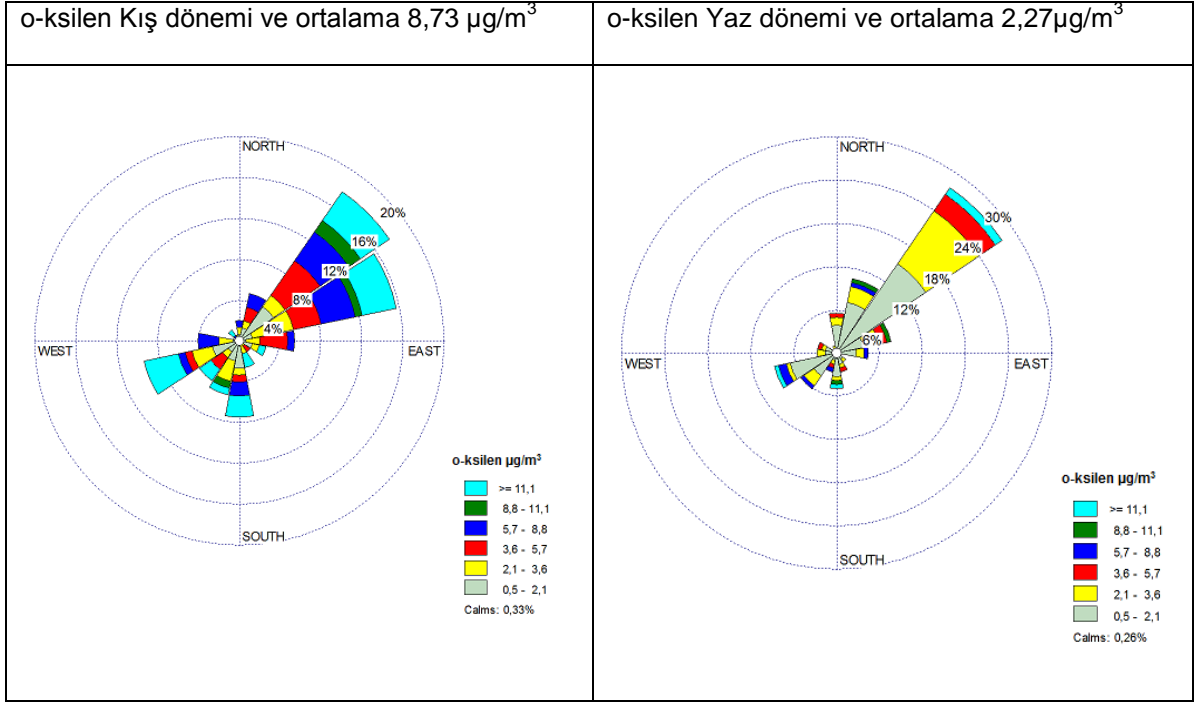 o-ksilen Kış dönemi ve ortalama 8,73 µg/m³
o-ksilen Yaz dönemi ve ortalama 2,27µg/m³
NORTH
20%
16%
12%
8%
4%
WEST
EAST
SOUTH
o-ksilen µg/m³
>= 11,1
8,8 - 11,1
5,7 - 8,8
3,6 - 5,7
2,1 - 3,6
0,5 - 2,1
Calms: 0,33%
NORTH
30%
24%
18%
12%
6%
WEST
EAST
SOUTH
o-ksilen µg/m³
>= 11,1
8,8 - 11,1
5,7 - 8,8
3,6 - 5,7
2,1 - 3,6
0,5 - 2,1
Calms: 0,26%